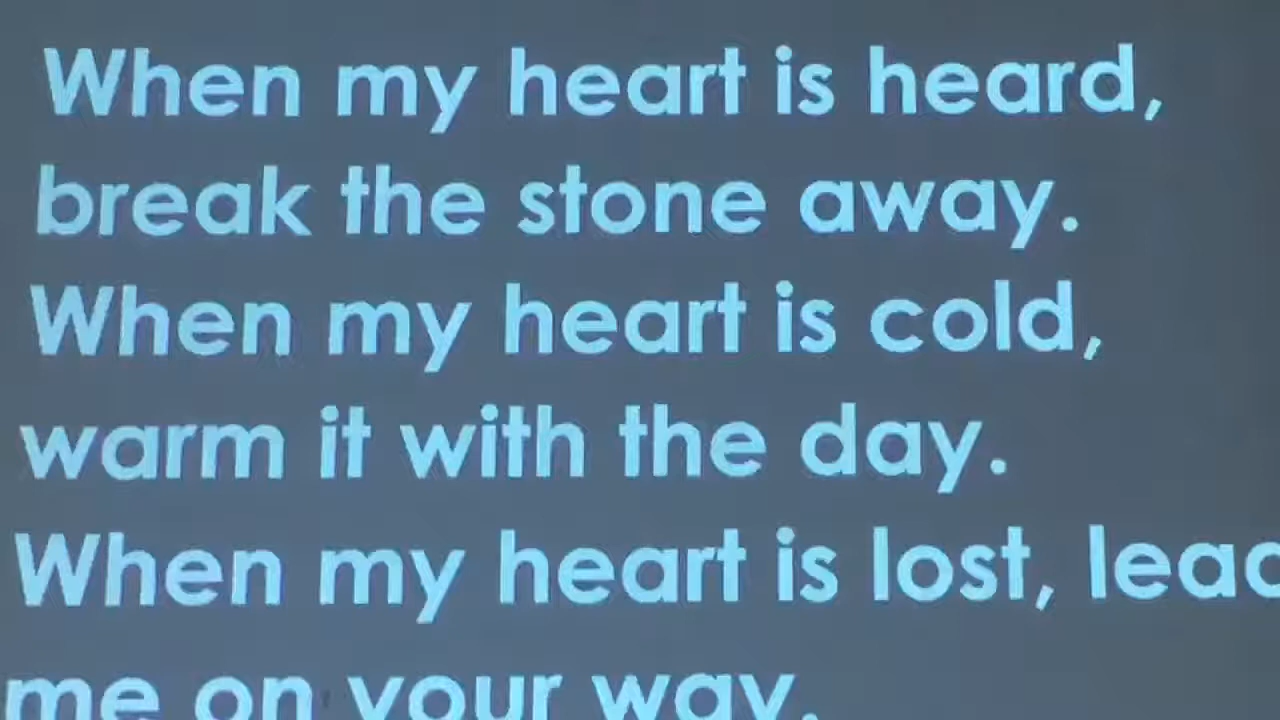 When my heart is heard,
break the stone away.
When my heart is cold,
warm it with the day.
When my heart is lost, lead
me on your way.